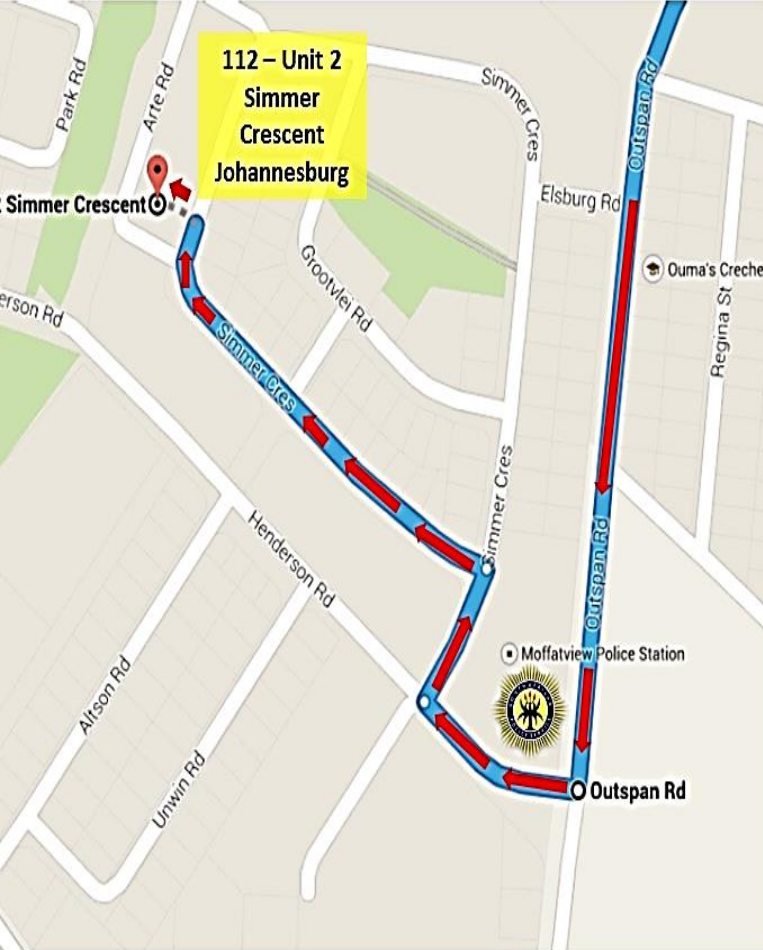 Outspan Rd
Park Rd
Arte Rd
112 – Unit 2
Simmer
Crescent
Johannesburg
Simmer Cres
Outspan Rd
Elsburg Rd
Simmer Crescent
Ouma's Creche
Grootvlei Rd
Regina St
erson Rd
Simmer Cres
Simmer Cres
Henderson Rd
Outspan Rd
Moffatview Police Station
Altson Rd
Unwin Rd
Outspan Rd